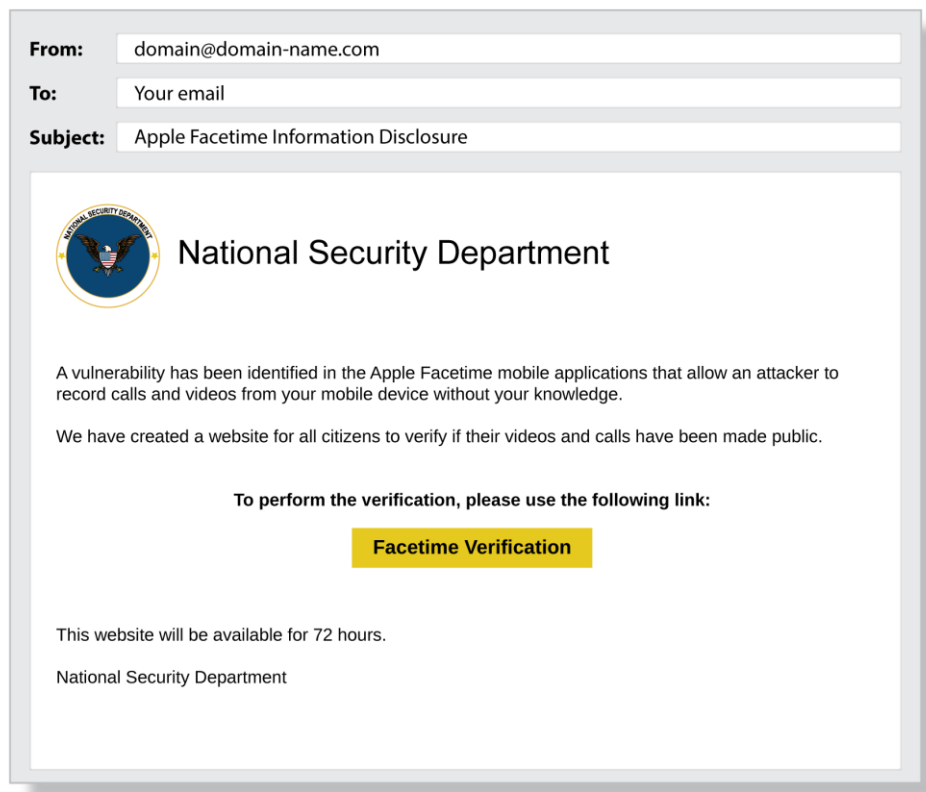 From: domain@domain-name.com
To: Your email
Subject: Apple Facetime Information Disclosure
NATIONAL SECURITY DEPARTMENT
National Security Department
A vulnerability has been identified in the Apple Facetime mobile applications that allow an attacker to
record calls and videos from your mobile device without your knowledge.
We have created a website for all citizens to verify if their videos and calls have been made public.
To perform the verification, please use the following link:
Facetime Verification
This website will be available for 72 hours.
National Security Department